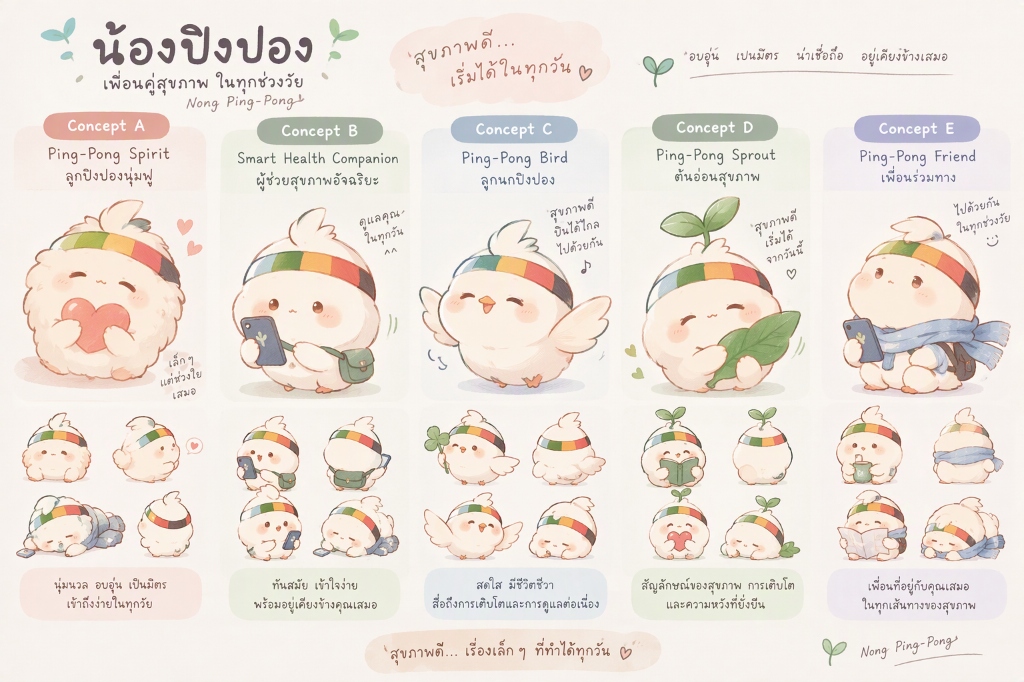 น้องปิงปอง
เพื่อนคู่สุขภาพ ในทุกช่วงวัย
Nong Ping-Pong
สุขภาพดี...
เริ่มได้ในทุกวัน
อบอุ่น เปนมิตร น่าเชื่อถือ อยู่เคียงข้างเสมอ
Concept A
Ping-Pong Spirit
ลูกปิงปองนุ่มฟู
เล็กๆ
แต่ห่วงใย
เสมอ
นุ่มนวล อบอุ่น เป็นมิตร
เข้าถึงง่ายในทุกวัย
Concept B
Smart Health Companion
ผู้ช่วยสุขภาพอัจฉริยะ
ดูแลคุณ
ในทุกวัน
^^
ทันสมัย เข้าใจง่าย
พร้อมอยู่เคียงข้างคุณเสมอ
Concept C
Ping-Pong Bird
ลูกนกปิงปอง
สุขภาพดี
บินได้ไกล
ไปด้วยกัน
สดใส มีชีวิตชีวา
สื่อถึงการเติบโตและการดูแลต่อเนื่อง
Concept D
Ping-Pong Sprout
ต้นอ่อนสุขภาพ
สุขภาพดี
เริ่มได้
จากวันนี้
สัญลักษณ์ของสุขภาพ การเติบโต
และความหวังที่ยั่งยืน
Concept E
Ping-Pong Friend
เพื่อนร่วมทาง
ไปด้วยกัน
ในทุกช่วงวัย
เพื่อนที่อยู่กับคุณเสมอ
ในทุกเส้นทางของสุขภาพ
สุขภาพดี... เรื่องเล็กๆ ที่ทำได้ทุกวัน
Nong Ping-Pong